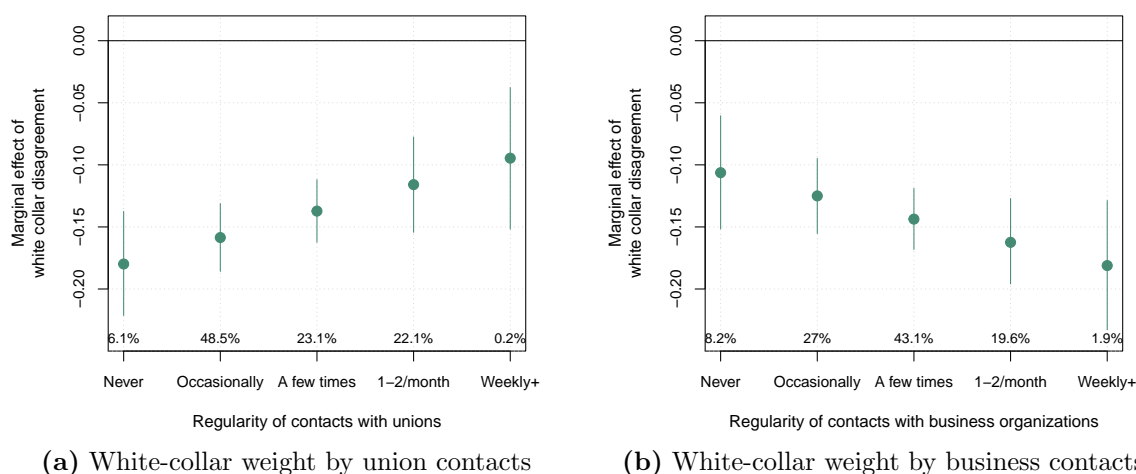 0.00
−0.05
−0.10
−0.15
−0.20
Marginal effect of
white collar disagreement
6.1% 48.5% 23.1% 22.1% 0.2%
Never Occasionally A few times 1−2/month Weekly+
Regularity of contacts with unions
(a) White-collar weight by union contacts
0.00
−0.05
−0.10
−0.15
−0.20
Marginal effect of
white collar disagreement
8.2% 27% 43.1% 19.6% 1.9%
Never Occasionally A few times 1−2/month Weekly+
Regularity of contacts with business organizations
(b) White-collar weight by business contacts